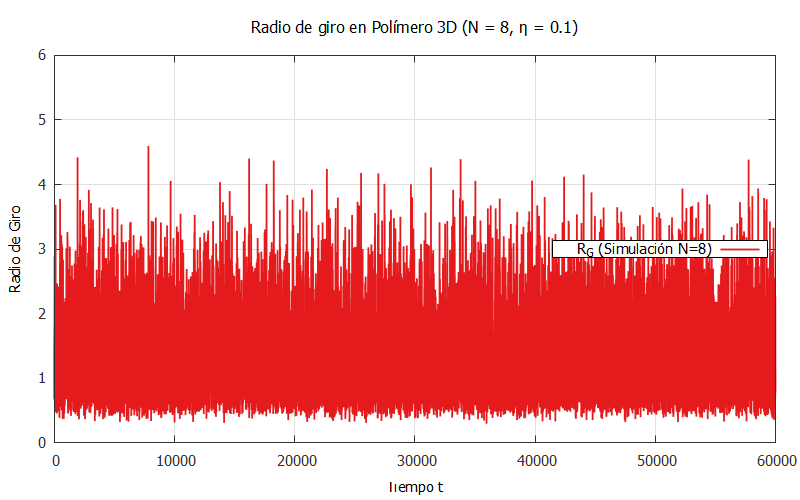 Radio de giro en Polímero 3D (N = 8, η = 0.1)
6
5
4
3
2
1
0
Radio de Giro
R_G (Simulación N=8)
0 10000 20000 30000 40000 50000 60000
Tiempo t